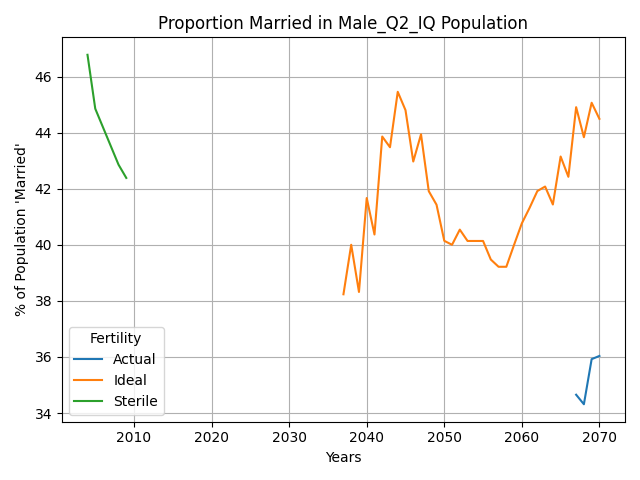 Proportion Married in Male_Q2_IQ Population
% of Population 'Married'
46
44
42
40
38
36
34
Fertility
Actual
Ideal
Sterile
2010 2020 2030 2040 2050 2060 2070
Years